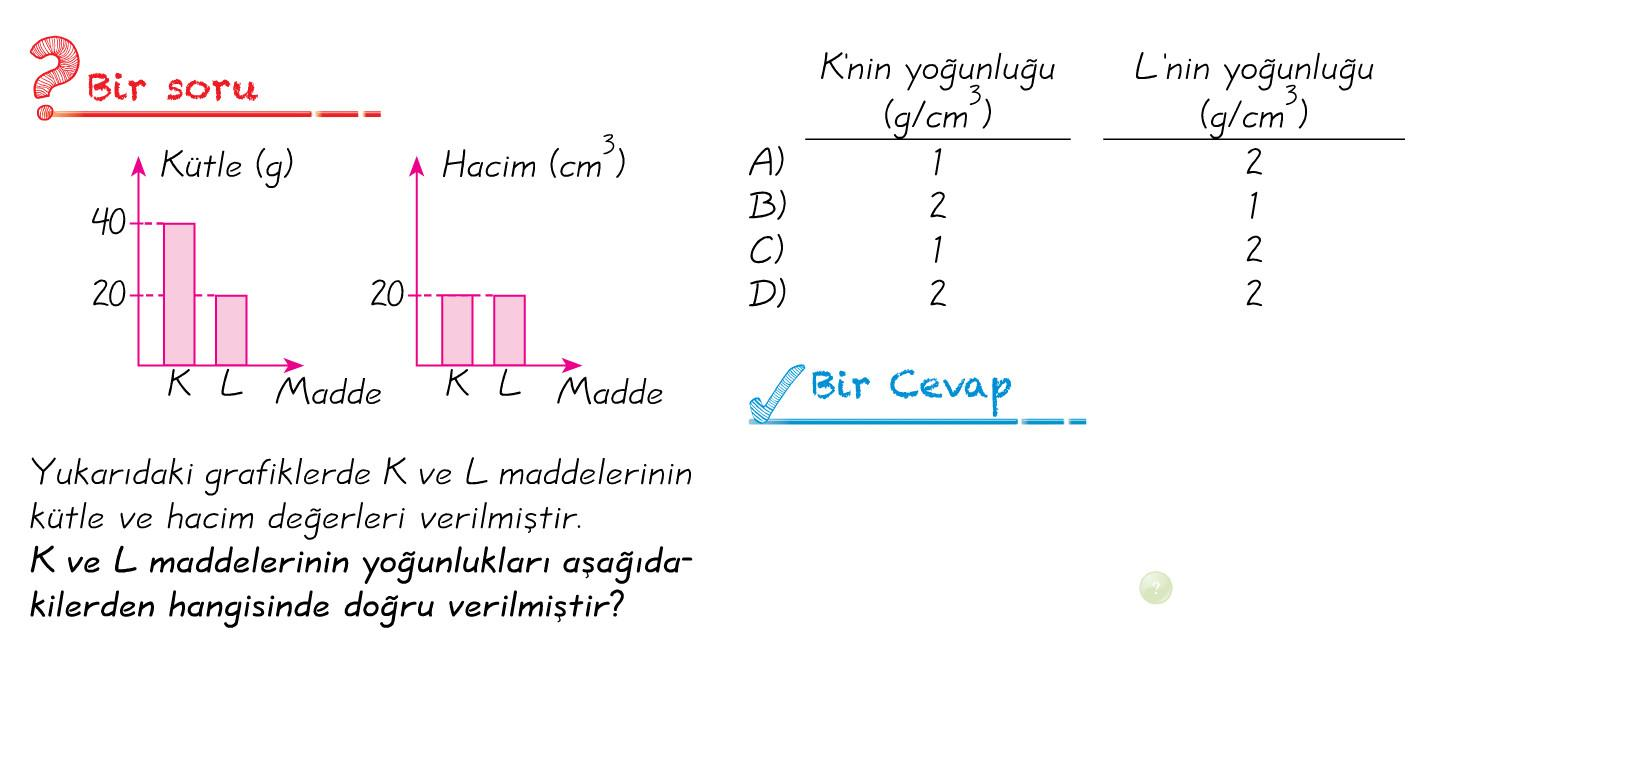 Bir soru
Kütle (g)
40
20
K L
Madde
Hacim (cm³)
20
K L
Madde
Yukarıdaki grafiklerde K ve L maddelerinin
kütle ve hacim değerleri verilmiştir.
K ve L maddelerinin yoğunlukları aşağıda-
kilerden hangisinde doğru verilmiştir?
K'nin yoğunluğu L'nin yoğunluğu
(g/cm³) (g/cm³)
A) 1 2
B) 2 1
C) 1 2
D) 2 2
Bir Cevap
?